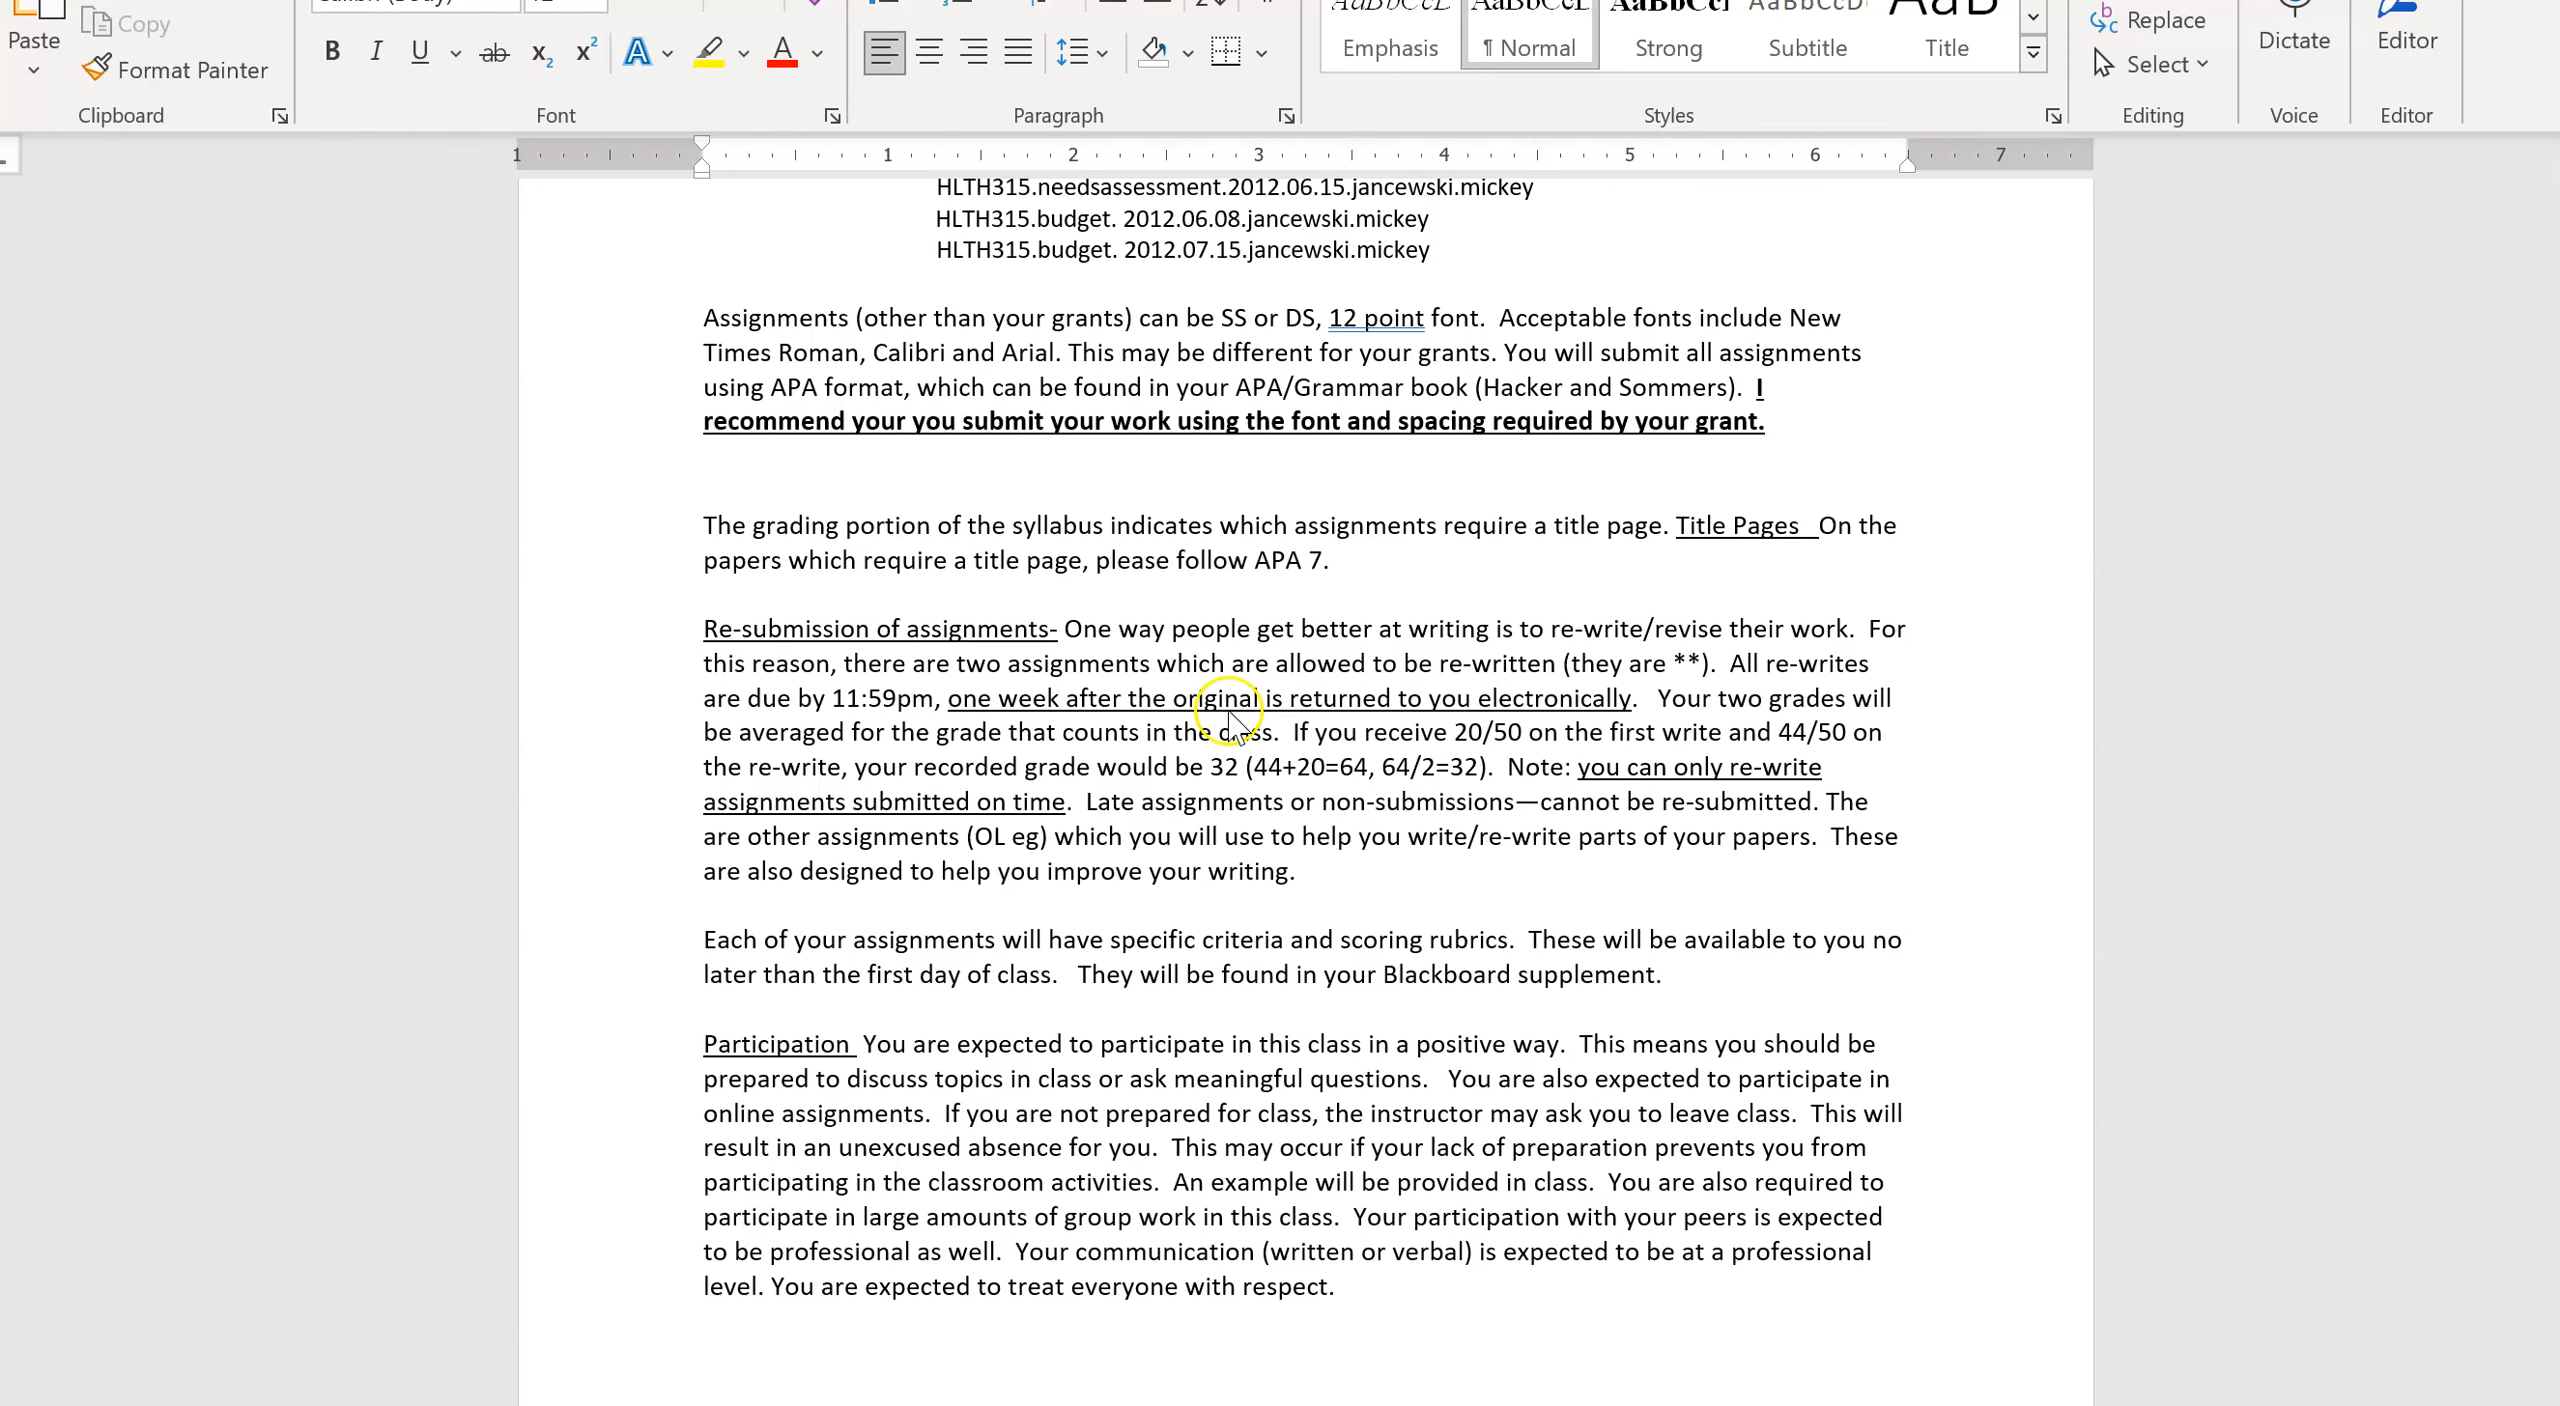 Paste
Copy
Format Painter
Clipboard
B I U ab x₂ x² A A
Font
Paragraph
Emphasis
¶ Normal
Strong
Subtitle
AaB
Title
Styles
Replace
Select
Editing
Dictate
Voice
Editor
Editor
1 1 2 3 4 5 6 7
HLTH315.needsassessment.2012.06.15.jancewski.mickey
HLTH315.budget. 2012.06.08.jancewski.mickey
HLTH315.budget. 2012.07.15.jancewski.mickey
Assignments (other than your grants) can be SS or DS, 12 point font.  Acceptable fonts include New
Times Roman, Calibri and Arial. This may be different for your grants. You will submit all assignments
using APA format, which can be found in your APA/Grammar book (Hacker and Sommers).  I
recommend your you submit your work using the font and spacing required by your grant.
The grading portion of the syllabus indicates which assignments require a title page. Title Pages   On the
papers which require a title page, please follow APA 7.
Re-submission of assignments- One way people get better at writing is to re-write/revise their work.  For
this reason, there are two assignments which are allowed to be re-written (they are **).  All re-writes
are due by 11:59pm, one week after the original is returned to you electronically.   Your two grades will
be averaged for the grade that counts in the class.  If you receive 20/50 on the first write and 44/50 on
the re-write, your recorded grade would be 32 (44+20=64, 64/2=32).  Note: you can only re-write
assignments submitted on time.  Late assignments or non-submissions—cannot be re-submitted. The
are other assignments (OL eg) which you will use to help you write/re-write parts of your papers.  These
are also designed to help you improve your writing.
Each of your assignments will have specific criteria and scoring rubrics.  These will be available to you no
later than the first day of class.   They will be found in your Blackboard supplement.
Participation  You are expected to participate in this class in a positive way.  This means you should be
prepared to discuss topics in class or ask meaningful questions.   You are also expected to participate in
online assignments.  If you are not prepared for class, the instructor may ask you to leave class.  This will
result in an unexcused absence for you.  This may occur if your lack of preparation prevents you from
participating in the classroom activities.  An example will be provided in class.  You are also required to
participate in large amounts of group work in this class.  Your participation with your peers is expected
to be professional as well.  Your communication (written or verbal) is expected to be at a professional
level. You are expected to treat everyone with respect.